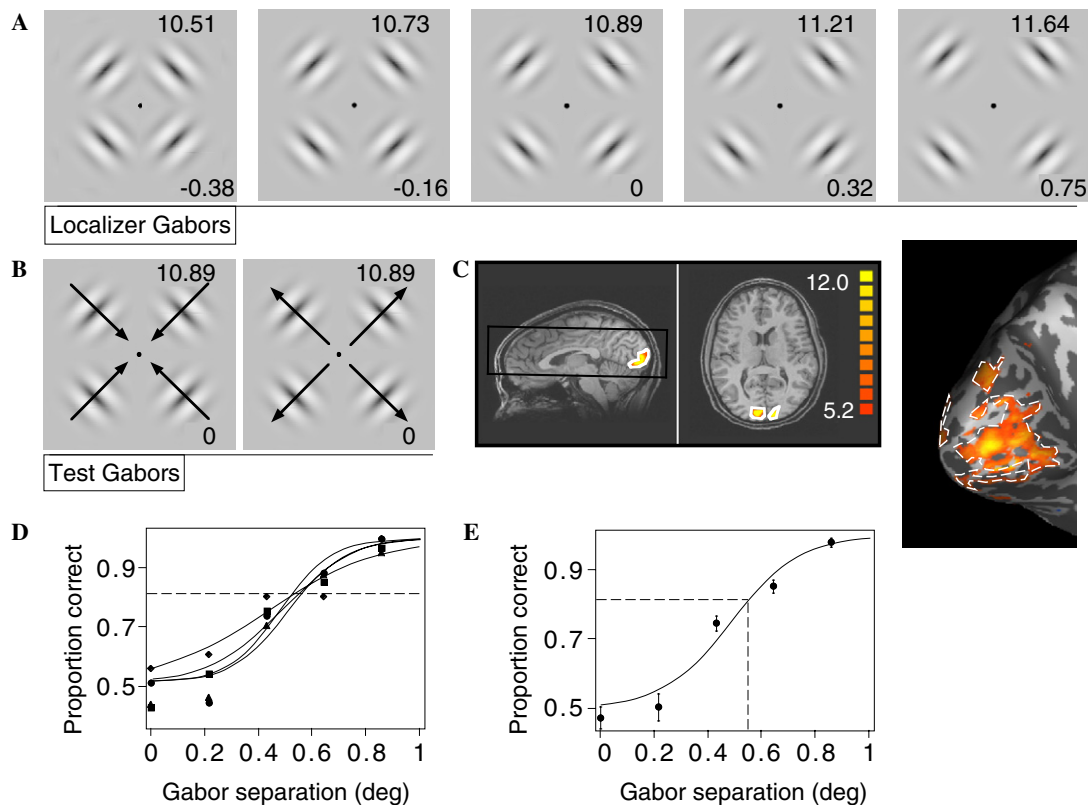 A
10.51 10.73 10.89 11.21 11.64
-0.38 -0.16 0 0.32 0.75
Localizer Gabors
B
10.89 10.89
0 0
Test Gabors
C
12.0
5.2
D
Proportion correct
0.9
0.7
0.5
0 0.2 0.4 0.6 0.8 1
Gabor separation (deg)
E
Proportion correct
0.9
0.7
0.5
0 0.2 0.4 0.6 0.8 1
Gabor separation (deg)